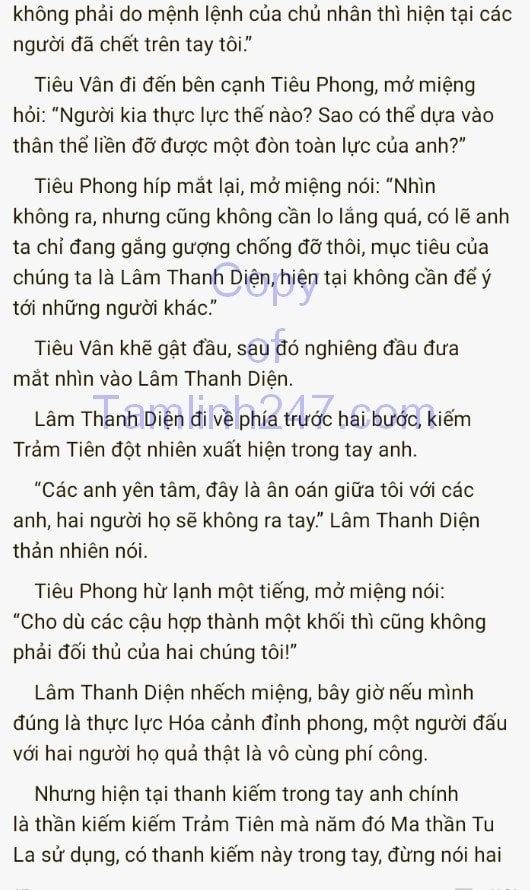 không phải do mệnh lệnh của chủ nhân thì hiện tại các
người đã chết trên tay tôi."
Tiêu Vân đi đến bên cạnh Tiêu Phong, mở miệng
hỏi: "Người kia thực lực thế nào? Sao có thể dựa vào
thân thể liền đỡ được một đòn toàn lực của anh?"
Tiêu Phong híp mắt lại, mở miệng nói: "Nhìn
không ra, nhưng cũng không cần lo lắng quá, có lẽ anh
ta chỉ đang gắng gượng chống đỡ thôi, mục tiêu của
chúng ta là Lâm Thanh Diện, hiện tại không cần để ý
tới những người khác."
Tiêu Vân khẽ gật đầu, sau đó nghiêng đầu đưa
mắt nhìn vào Lâm Thanh Diện.
Lâm Thanh Diện đi về phía trước hai bước, kiếm
Trảm Tiên đột nhiên xuất hiện trong tay anh.
"Các anh yên tâm, đây là ân oán giữa tôi với các
anh, hai người họ sẽ không ra tay." Lâm Thanh Diện
thản nhiên nói.
Tiêu Phong hừ lạnh một tiếng, mở miệng nói:
"Cho dù các cậu hợp thành một khối thì cũng không
phải đối thủ của hai chúng tôi!"
Lâm Thanh Diện nhếch miệng, bây giờ nếu mình
đúng là thực lực Hóa cảnh đỉnh phong, một người đấu
với hai người họ quả thật là vô cùng phí công.
Nhưng hiện tại thanh kiếm trong tay anh chính
là thần kiếm kiếm Trảm Tiên mà năm đó Ma thần Tu
La sử dụng, có thanh kiếm này trong tay, đừng nói hai
Copy
of
Tamlinh247.com